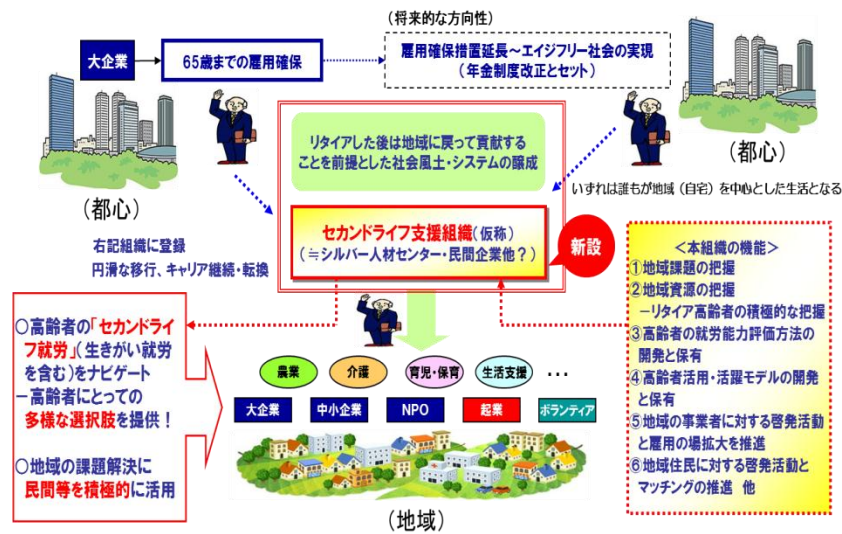 (将来的な方向性)
大企業
65歳までの雇用確保
雇用確保措置延長~エイジフリー社会の実現
(年金制度改正とセット)
リタイアした後は地域に戻って貢献する
ことを前提とした社会風土・システムの醸成
(都心)
(都心)
いずれは誰もが地域(自宅)を中心とした生活となる
セカンドライフ支援組織(仮称)
(≒シルバー人材センター・民間企業他?)
新設
右記組織に登録
円滑な移行、キャリア継続・転換
<本組織の機能>
①地域課題の把握
②地域資源の把握
-リタイア高齢者の積極的な把握
③高齢者の就労能力評価方法の
開発と保有
④高齢者活用・活躍モデルの開発
と保有
⑤地域の事業者に対する啓発活動
と雇用の場拡大を推進
⑥地域住民に対する啓発活動と
マッチングの推進 他
○高齢者の「セカンドライ
フ就労」(生きがい就労
を含む)をナビゲート
-高齢者にとっての
多様な選択肢を提供!
○地域の課題解決に
民間等を積極的に活用
農業
介護
育児・保育
生活支援
・・・
大企業
中小企業
NPO
起業
ボランティア
(地域)